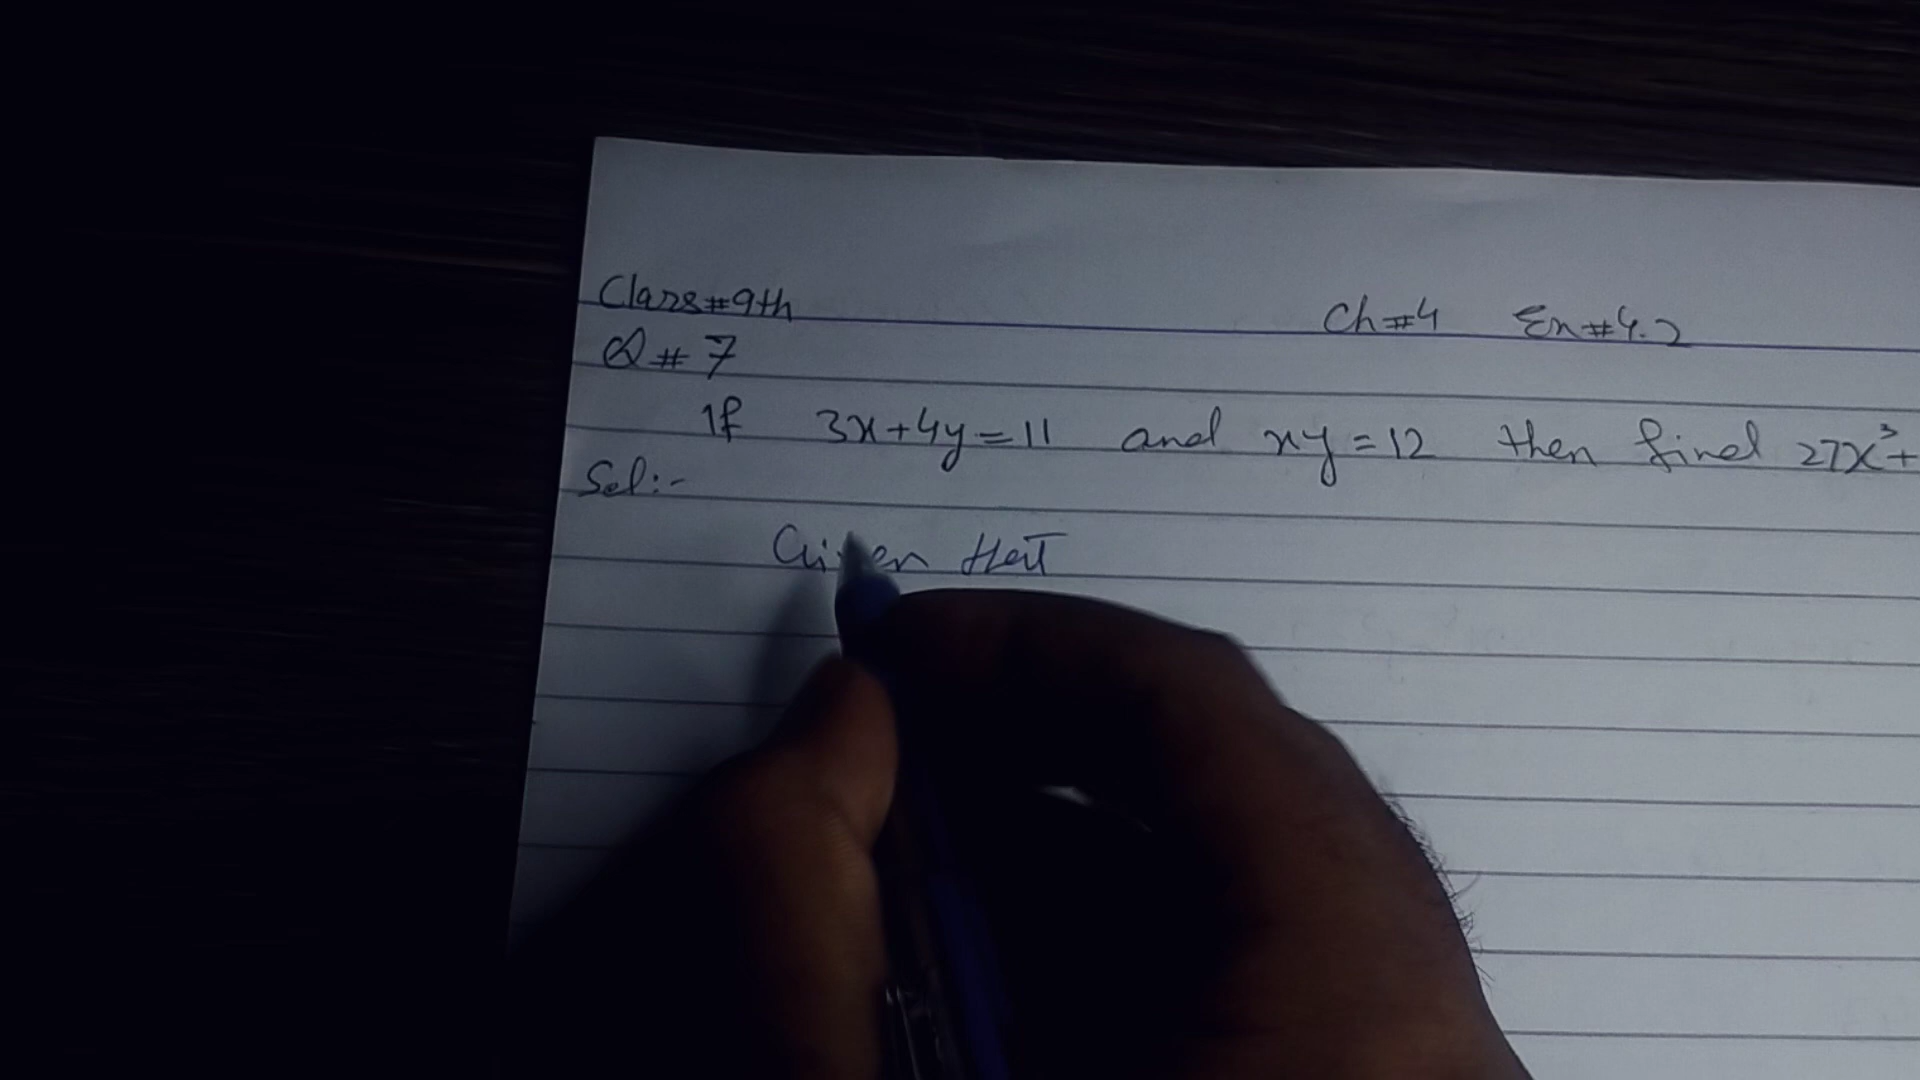 Class#9th Ch#4 Ex#4.2
Q#7
If 3x+4y=11 and xy=12 then find 27x³+
Sol:-
Given that